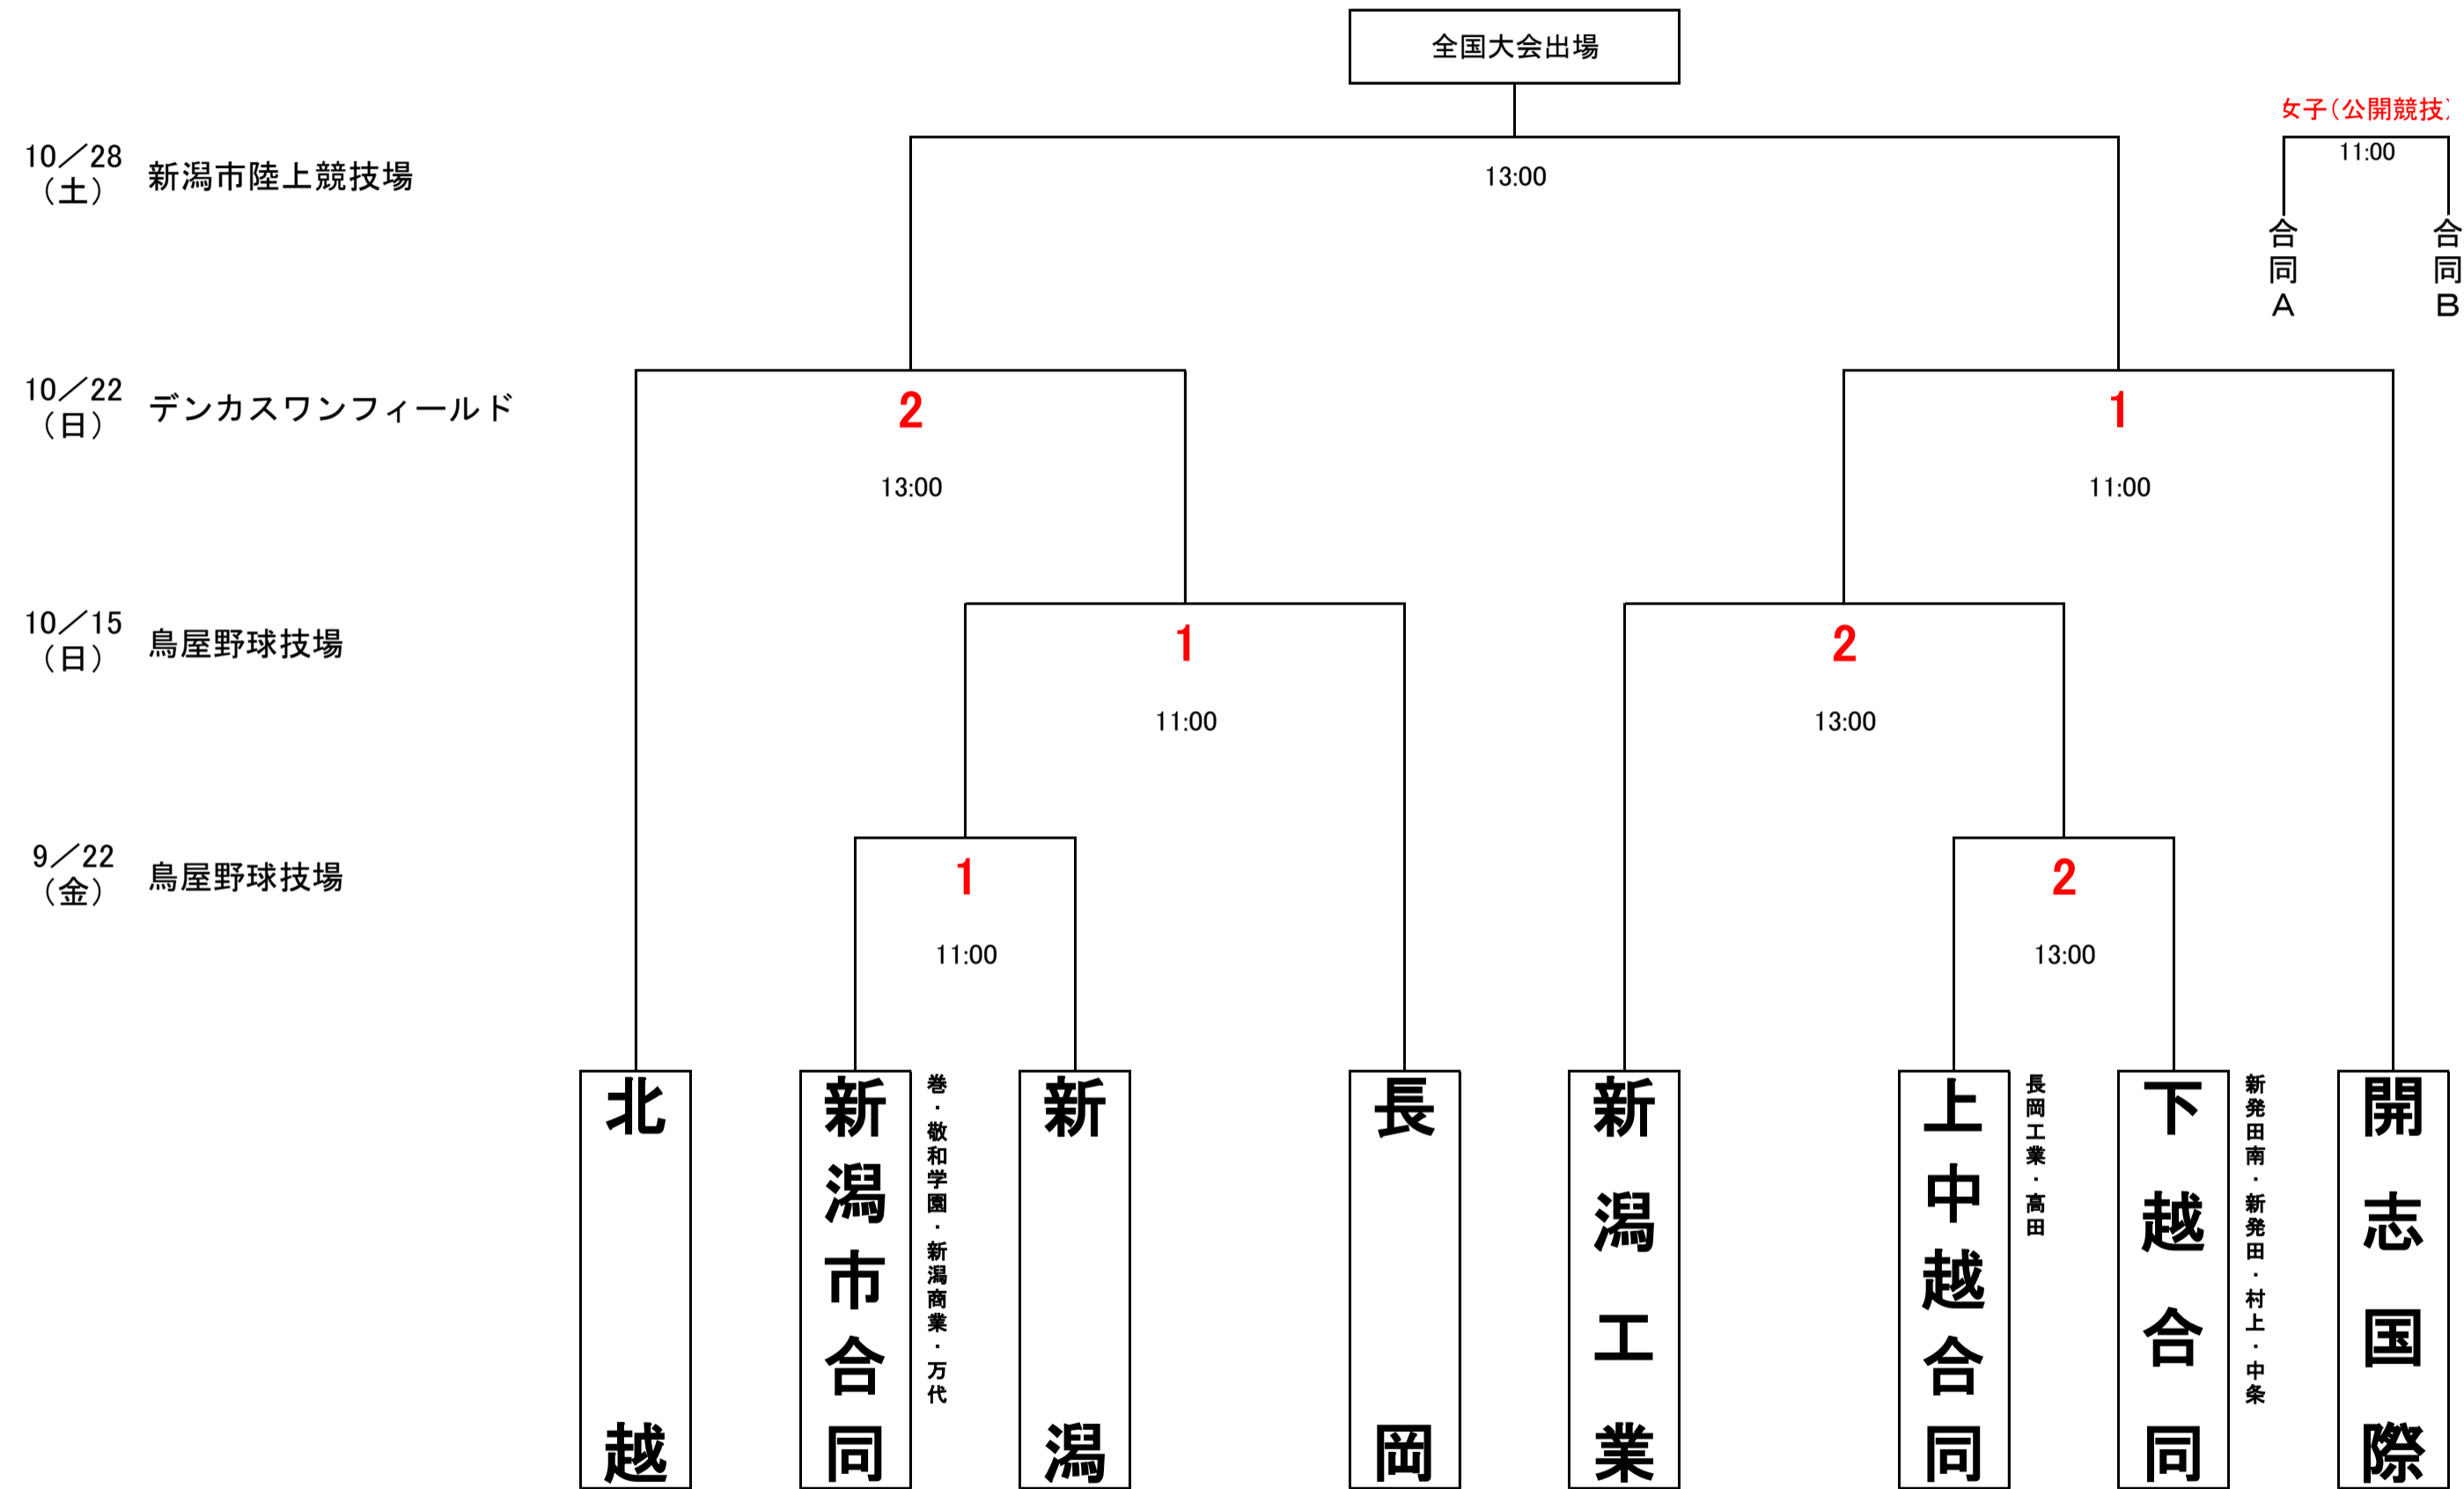 全国大会出場
女子（公開競技）
10／28
（土）
新潟市陸上競技場
13:00
11:00
合同A
合同B
10／22
（日）
デンカスワンフィールド
2
13:00
1
11:00
10／15
（日）
鳥屋野球技場
1
11:00
2
13:00
9／22
（金）
鳥屋野球技場
1
11:00
2
13:00
北越
新潟市合同
巻・敬和学園・新潟商業・万代
新潟
長岡
新潟工業
上中越合同
長岡工業・高田
下越合同
新発田南・新発田・村上・中条
開志国際